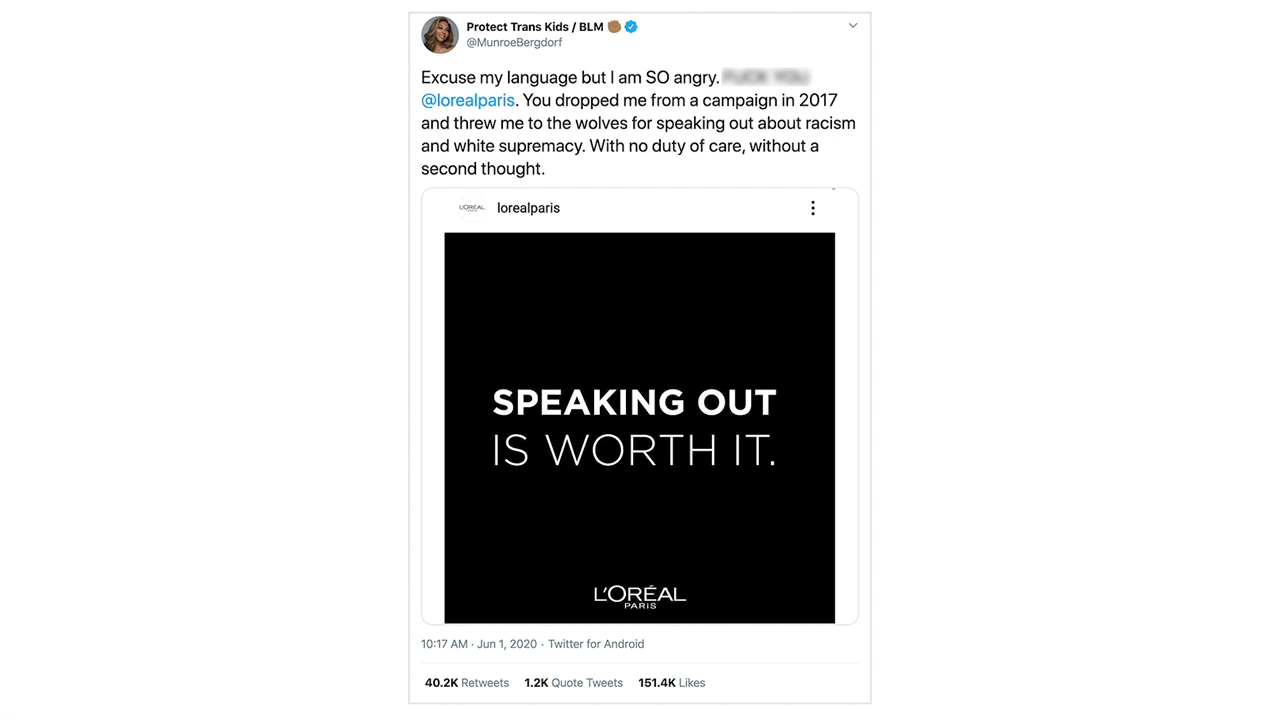 Protect Trans Kids / BLM ✊🏾
@MunroeBergdorf
Excuse my language but I am SO angry.
@lorealparis. You dropped me from a campaign in 2017
and threw me to the wolves for speaking out about racism
and white supremacy. With no duty of care, without a
second thought.
L'ORÉAL
PARIS
lorealparis
SPEAKING OUT
IS WORTH IT.
L'ORÉAL
PARIS
10:17 AM · Jun 1, 2020 · Twitter for Android
40.2K Retweets 1.2K Quote Tweets 151.4K Likes